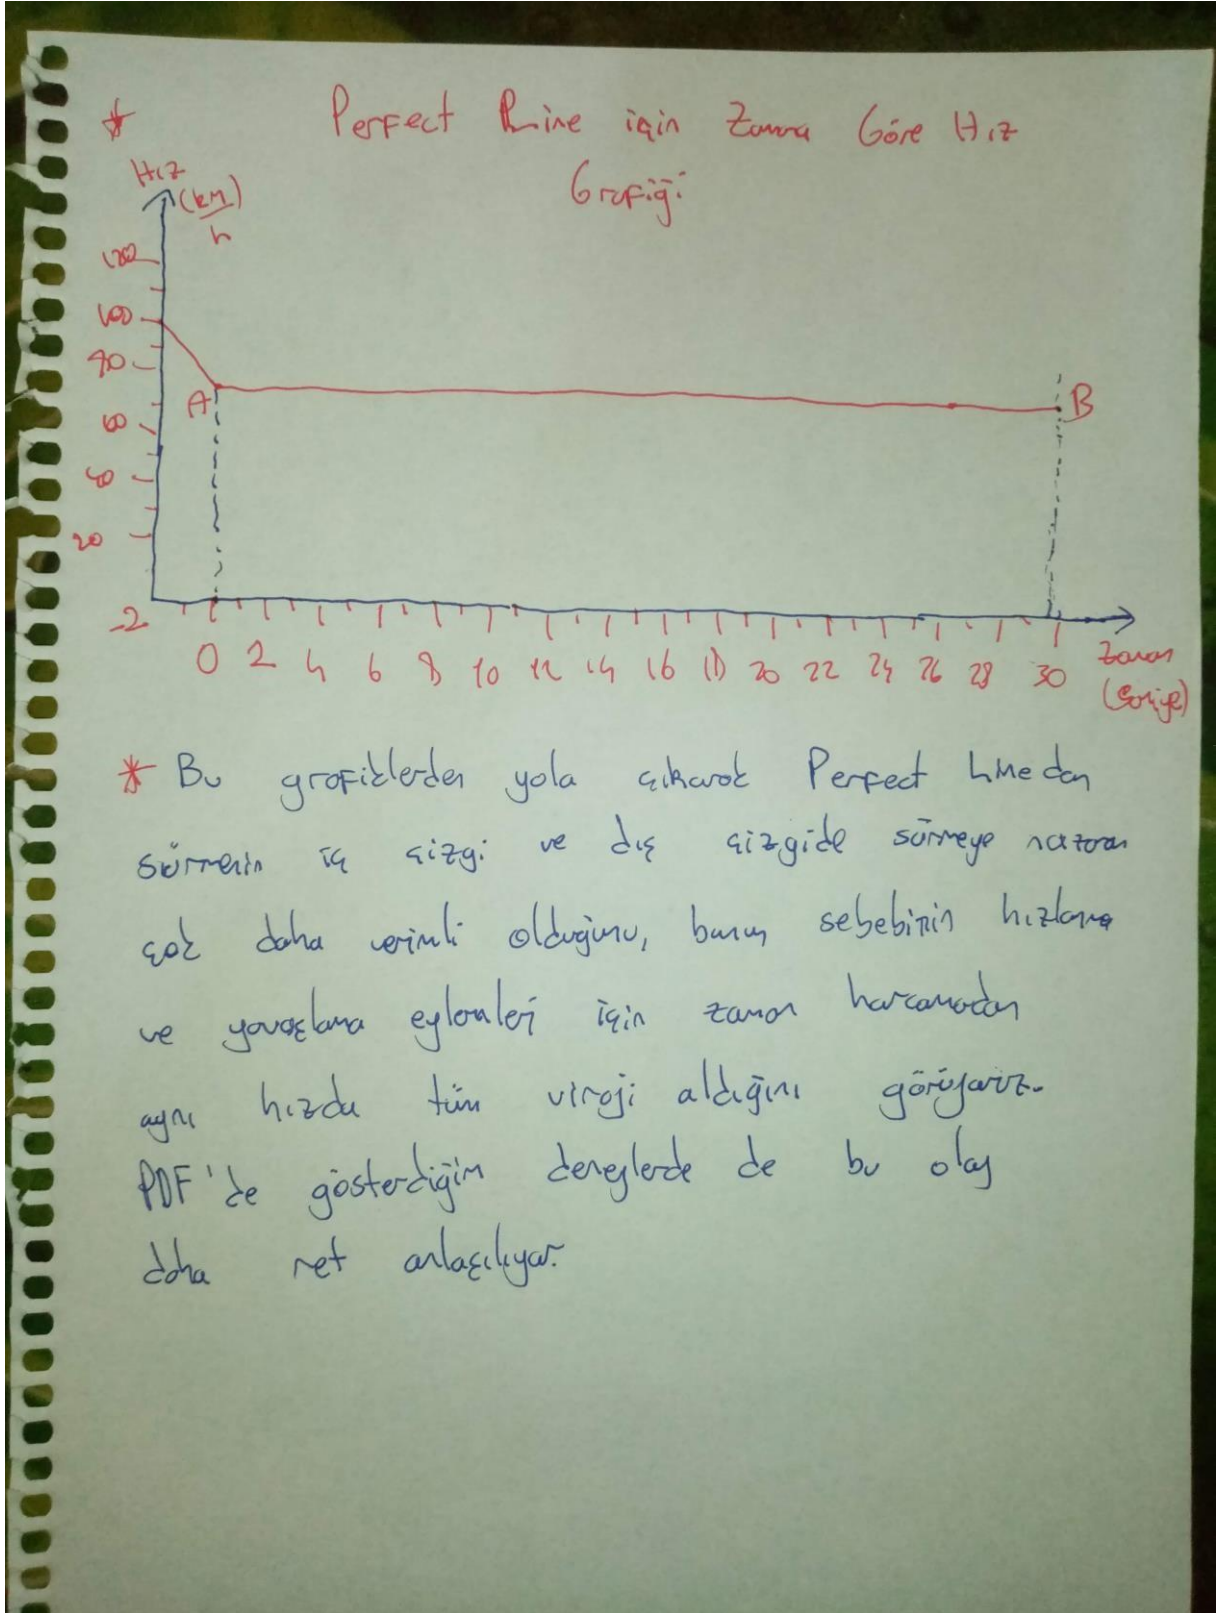 * Perfect Line için Zamana Göre Hız
Grafiği
Hız
(km)
h
120
100
80
60
40
20
A
B
-2
0 2 4 6 8 10 12 14 16 18 20 22 24 26 28 30
Zaman
(Saniye)
* Bu grafiklerden yola çıkarak Perfect Lineдan
sürmenin iç çizgi ve dış çizgide sürmeye nazaran
çok daha verimli olduğunu, bunun sebebinin hızlanma
ve yavaşlama eylemleri için zaman harcamadan
aynı hızda tüm virajı aldığını görüyoruz.
PDF'de gösterdiğim deneylerde de bu olay
daha net anlaşılıyor.